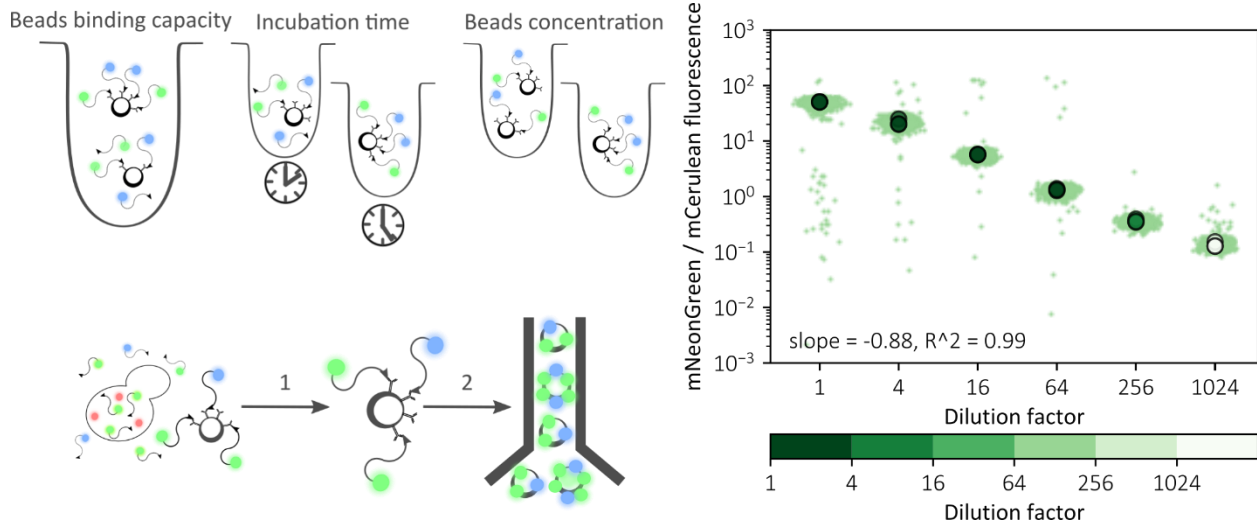 Beads binding capacity
Incubation time
Beads concentration
1
2
mNeonGreen / mCerulean fluorescence
10^3
10^2
10^1
10^0
10^-1
10^-2
10^-3
slope = -0.88, R^2 = 0.99
1 4 16 64 256 1024
Dilution factor
1 4 16 64 256 1024
Dilution factor